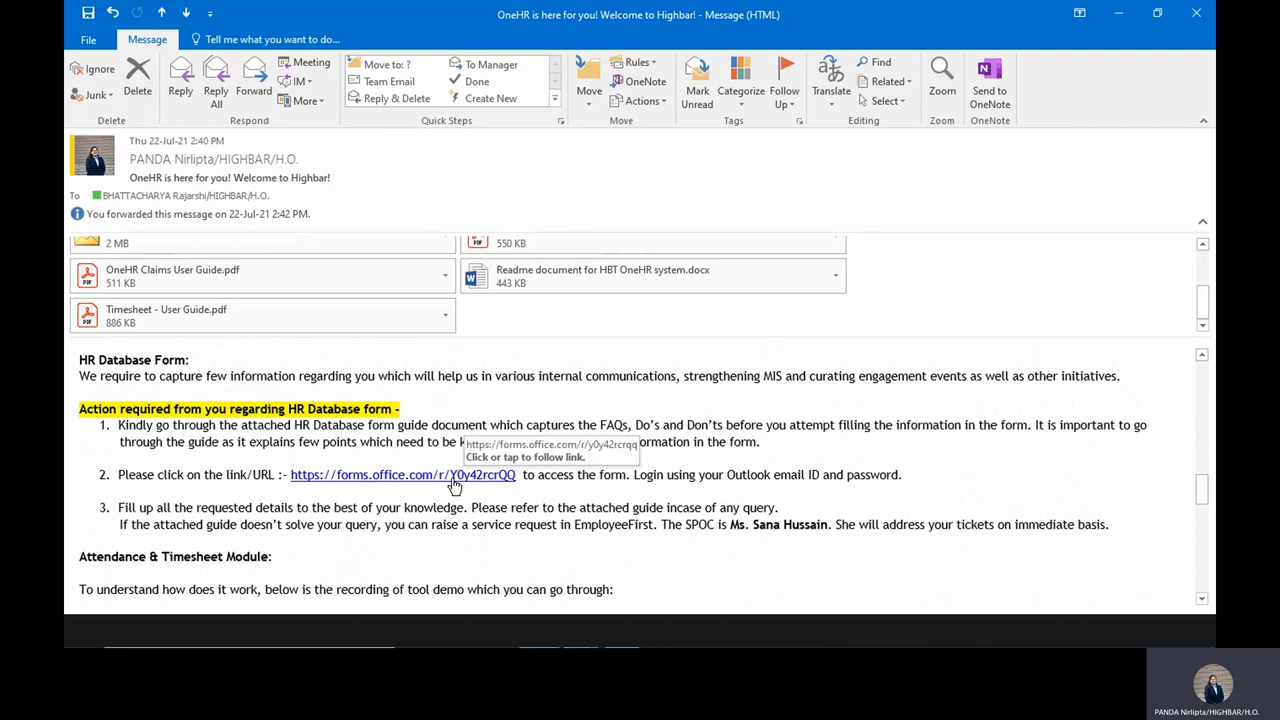 OneHR is here for you! Welcome to Highbar! - Message (HTML)
File Message Tell me what you want to do...
Ignore
Junk
Delete
Delete
Reply
Reply All
Forward
Meeting
IM
More
Respond
Move to: ?
Team Email
Reply & Delete
To Manager
Done
Create New
Quick Steps
Move
Rules
OneNote
Actions
Move
Mark Unread
Categorize
Follow Up
Tags
Translate
Find
Related
Select
Editing
Zoom
Zoom
Send to OneNote
OneNote
Thu 22-Jul-21 2:40 PM
PANDA Nirlipta/HIGHBAR/H.O.
OneHR is here for you! Welcome to Highbar!
To BHATTACHARYA Rajarshi/HIGHBAR/H.O.
You forwarded this message on 22-Jul-21 2:42 PM.
2 MB
550 KB
OneHR Claims User Guide.pdf
511 KB
Readme document for HBT OneHR system.docx
443 KB
Timesheet - User Guide.pdf
886 KB
HR Database Form:
We require to capture few information regarding you which will help us in various internal communications, strengthening MIS and curating engagement events as well as other initiatives.
Action required from you regarding HR Database form -
1. Kindly go through the attached HR Database form guide document which captures the FAQs, Do's and Don'ts before you attempt filling the information in the form. It is important to go
through the guide as it explains few points which need to be ormation in the form.
https://forms.office.com/r/y0y42rcrqq
Click or tap to follow link.
2. Please click on the link/URL :- https://forms.office.com/r/Y0y42rcrQQ to access the form. Login using your Outlook email ID and password.
3. Fill up all the requested details to the best of your knowledge. Please refer to the attached guide incase of any query.
If the attached guide doesn't solve your query, you can raise a service request in EmployeeFirst. The SPOC is Ms. Sana Hussain. She will address your tickets on immediate basis.
Attendance & Timesheet Module:
To understand how does it work, below is the recording of tool demo which you can go through:
PANDA Nirlipta/HIGHBAR/H.O.